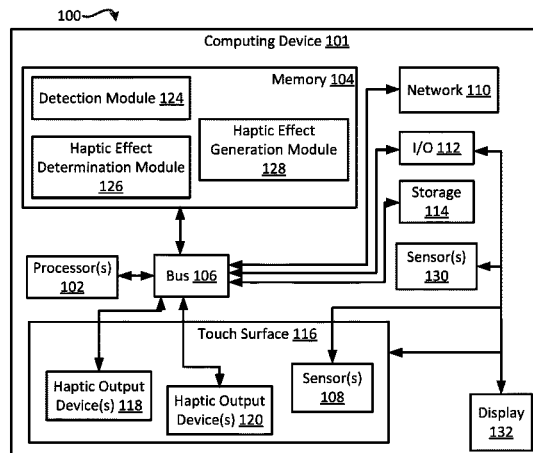 100
Computing Device 101
Memory 104
Detection Module 124
Haptic Effect
Determination Module
126
Haptic Effect
Generation Module
128
Network 110
I/O 112
Storage
114
Sensor(s)
130
Processor(s)
102
Bus 106
Touch Surface 116
Haptic Output
Device(s) 118
Haptic Output
Device(s) 120
Sensor(s)
108
Display
132